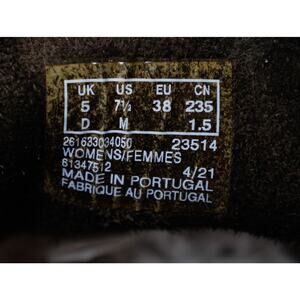 UK US EU CN
5 7½ 38 235
D M 1.5
261633034050 23514
WOMENS/FEMMES
61347512 4/21
MADE IN PORTUGAL
FABRIQUE AU PORTUGAL